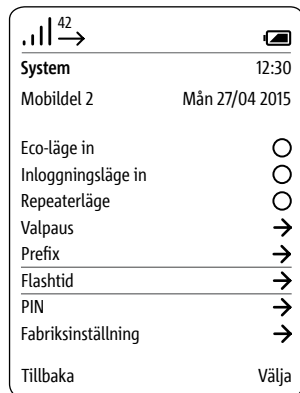 42
System 12:30
Mobildel 2 Mån 27/04 2015
Eco-läge in
Inloggningsläge in
Repeaterläge
Valpaus
Prefix
Flashtid
PIN
Fabriksinställning
Tillbaka Välja